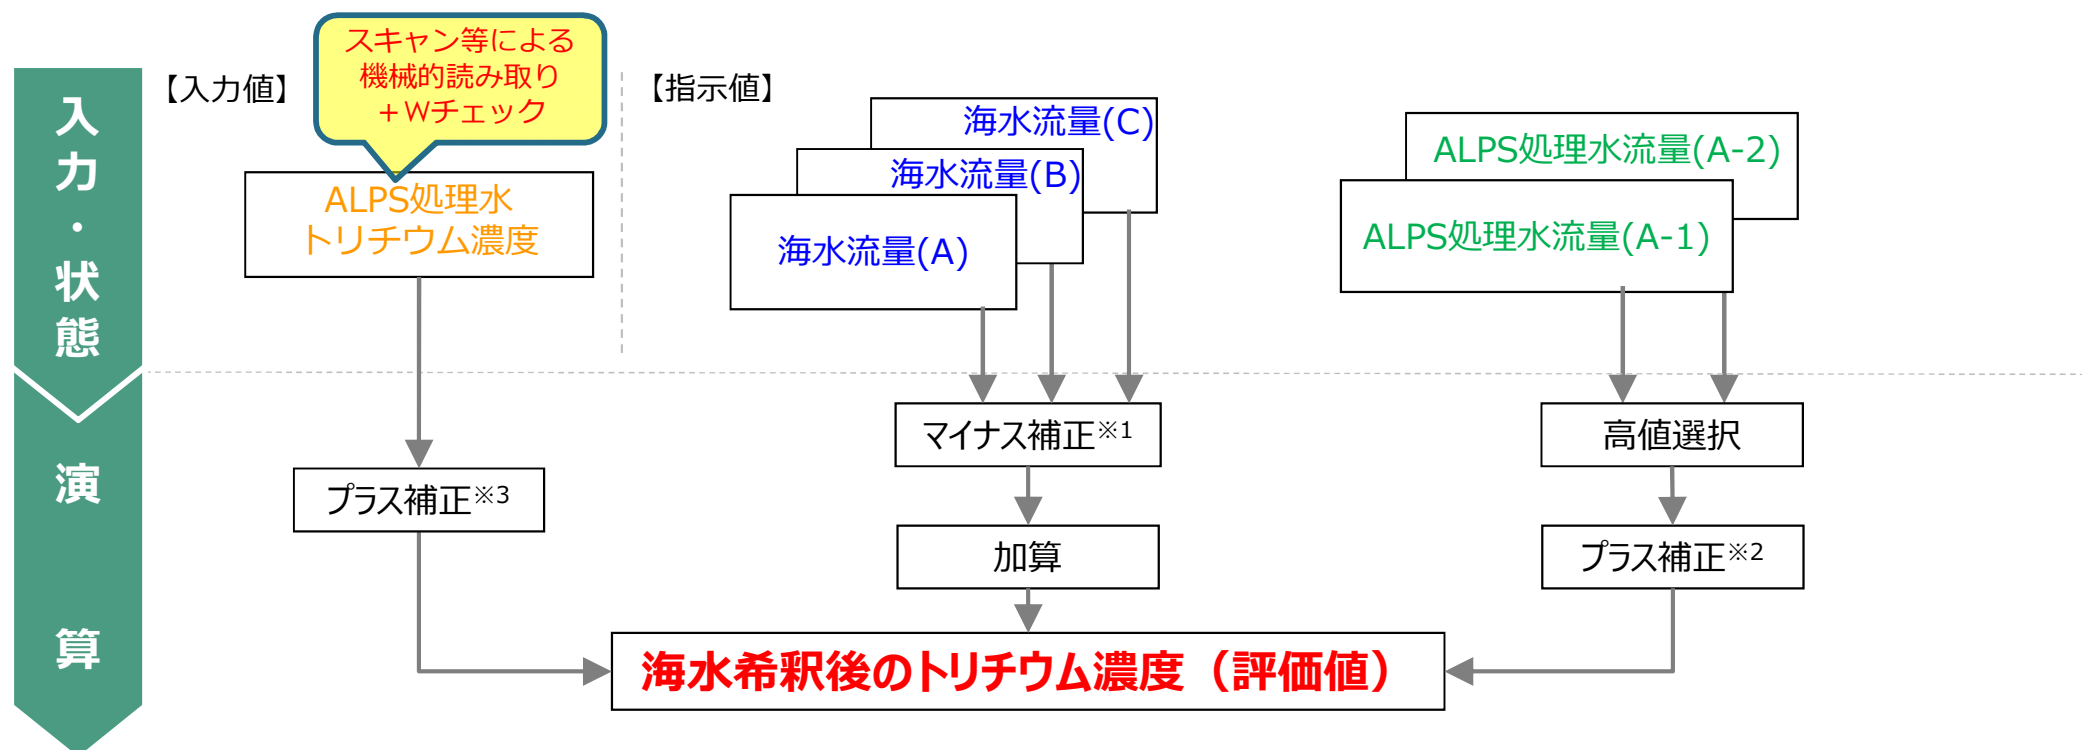 入力・状態
【入力値】
スキャン等による
機械的読み取り
+Wチェック
ALPS処理水
トリチウム濃度
【指示値】
海水流量(C)
海水流量(B)
海水流量(A)
ALPS処理水流量(A-2)
ALPS処理水流量(A-1)
演算
プラス補正※3
マイナス補正※1
加算
高値選択
プラス補正※2
海水希釈後のトリチウム濃度（評価値）